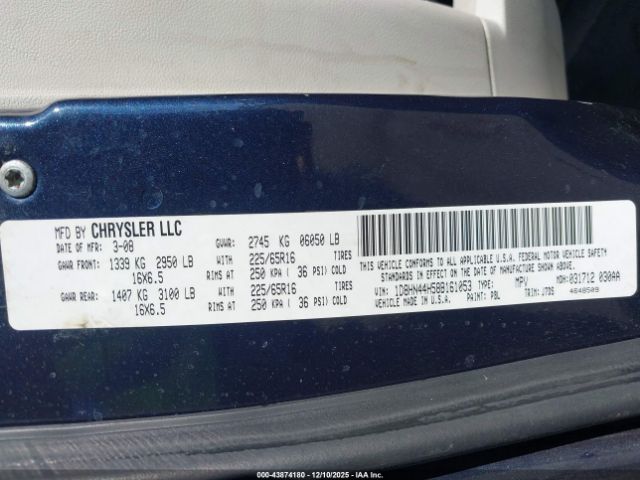 MFD BY CHRYSLER LLC
DATE OF MFR: 3-08 GVWR: 2745 KG 06050 LB
GAWR FRONT: 1339 KG 2950 LB WITH 225/65R16 TIRES
16X6.5 RIMS AT 250 KPA ( 36 PSI) COLD
GAWR REAR: 1407 KG 3100 LB WITH 225/65R16 TIRES
16X6.5 RIMS AT 250 KPA ( 36 PSI) COLD
THIS VEHICLE CONFORMS TO ALL APPLICABLE U.S.A. FEDERAL MOTOR VEHICLE SAFETY
STANDARDS IN EFFECT ON THE DATE OF MANUFACTURE SHOWN ABOVE.
VIN: 1D8HN44H58B161053 TYPE: MPV MDH: 031712 030AA
VEHICLE MADE IN U.S.A. PAINT: PBL TRIM: JTDS 4648509
00-43874180 - 12/10/2025 - IAA Inc.